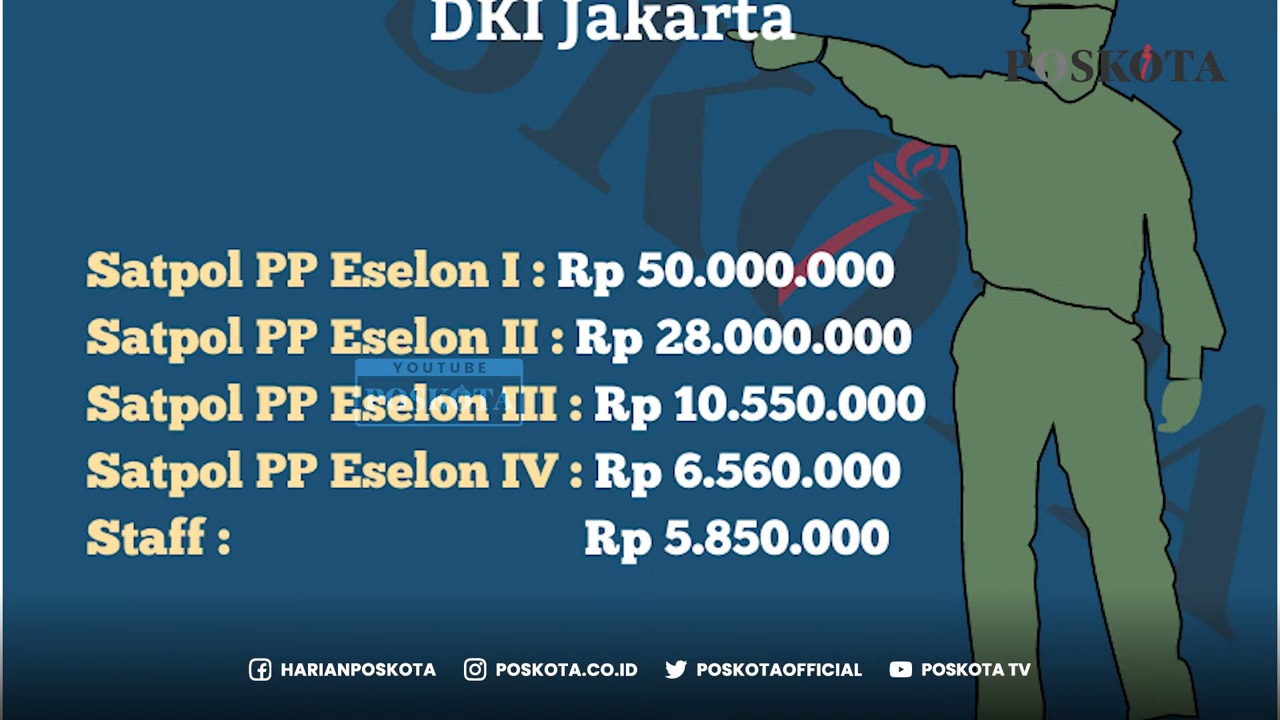 DKI Jakarta
POSKOTA
Satpol PP Eselon I : Rp 50.000.000
Satpol PP Eselon II : Rp 28.000.000
YOUTUBE
POSKOTA
Satpol PP Eselon III : Rp 10.550.000
Satpol PP Eselon IV : Rp 6.560.000
Staff : Rp 5.850.000
HARIANPOSKOTA POSKOTA.CO.ID POSKOTAOFFICIAL POSKOTA TV